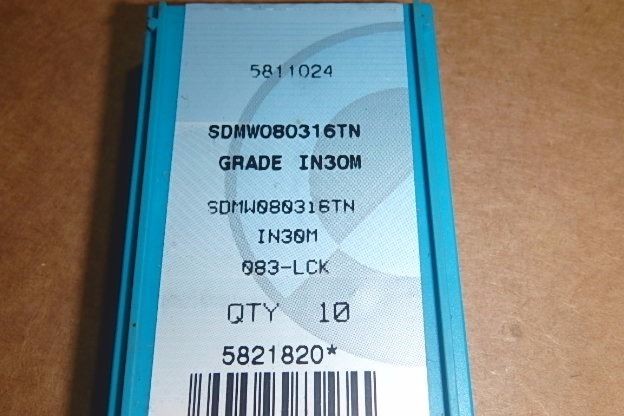 5811024
SDMW080316TN
GRADE IN30M
SDMW080316TN
IN30M
083-LCK
QTY 10
5821820*